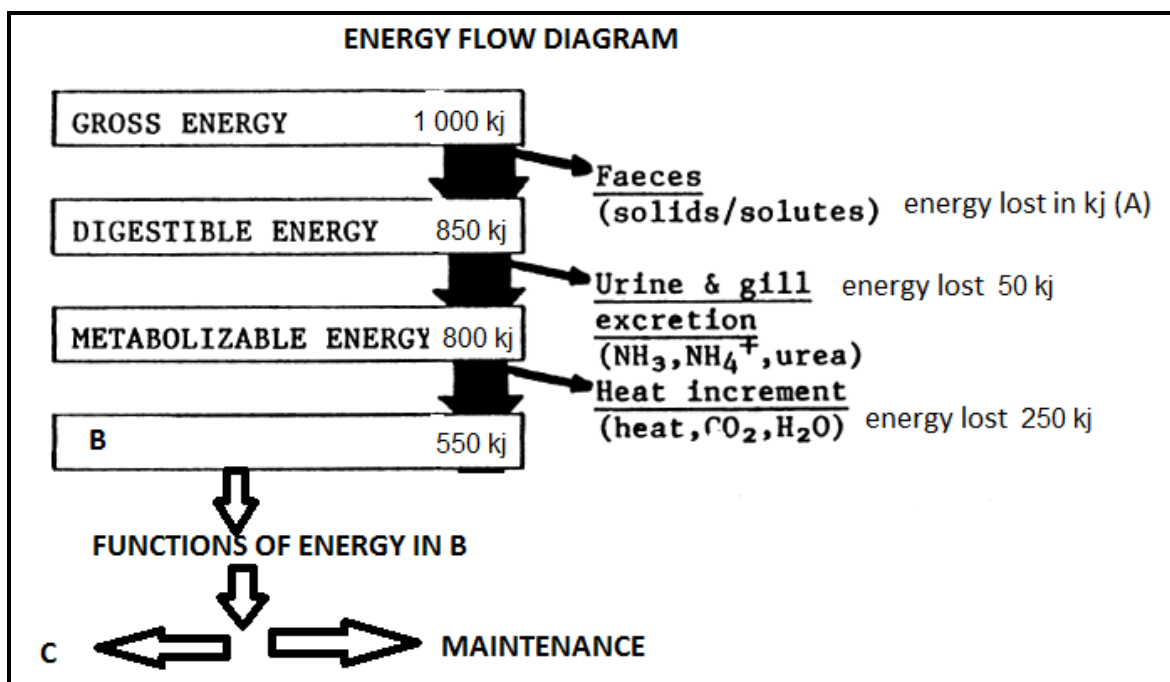 ENERGY FLOW DIAGRAM
GROSS ENERGY 1 000 kj
Faeces
(solids/solutes) energy lost in kj (A)
DIGESTIBLE ENERGY 850 kj
Urine & gill energy lost 50 kj
excretion
(NH₃,NH₄⁺,urea)
METABOLIZABLE ENERGY 800 kj
Heat increment
(heat,CO₂,H₂O) energy lost 250 kj
B 550 kj
FUNCTIONS OF ENERGY IN B
C MAINTENANCE